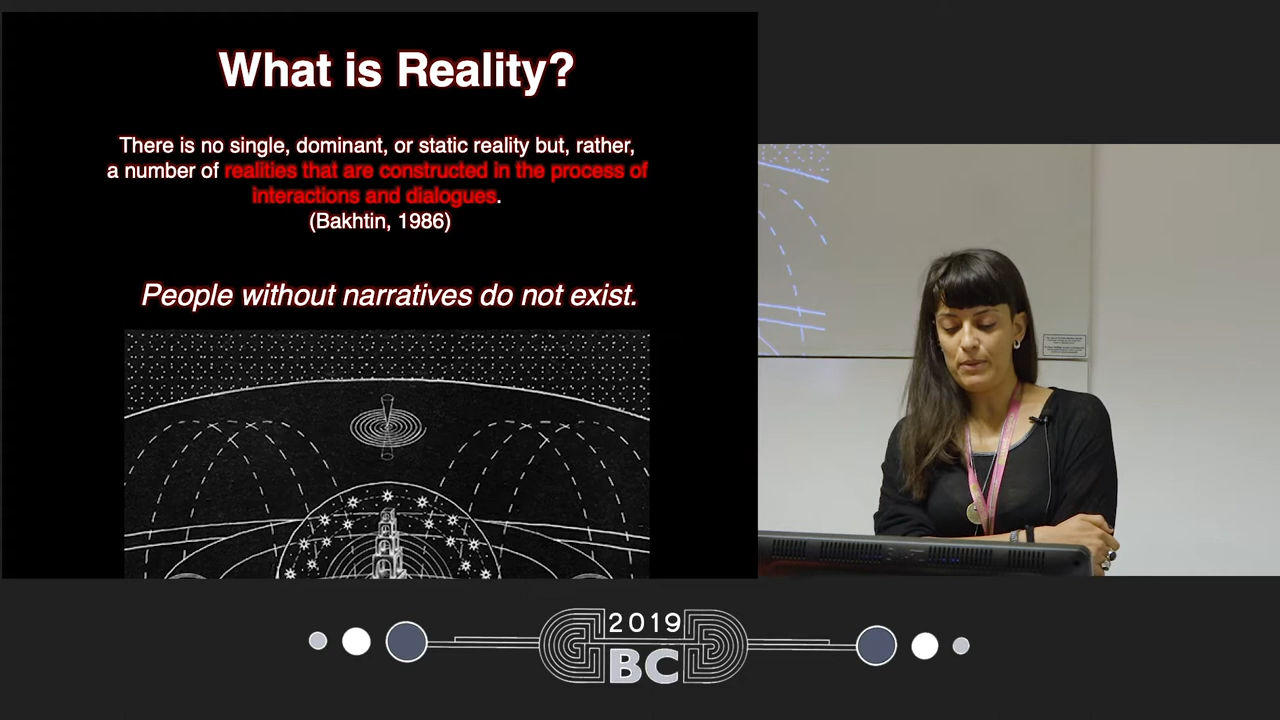 What is Reality?
There is no single, dominant, or static reality but, rather,
a number of realities that are constructed in the process of
interactions and dialogues.
(Bakhtin, 1986)
People without narratives do not exist.
2019
BC